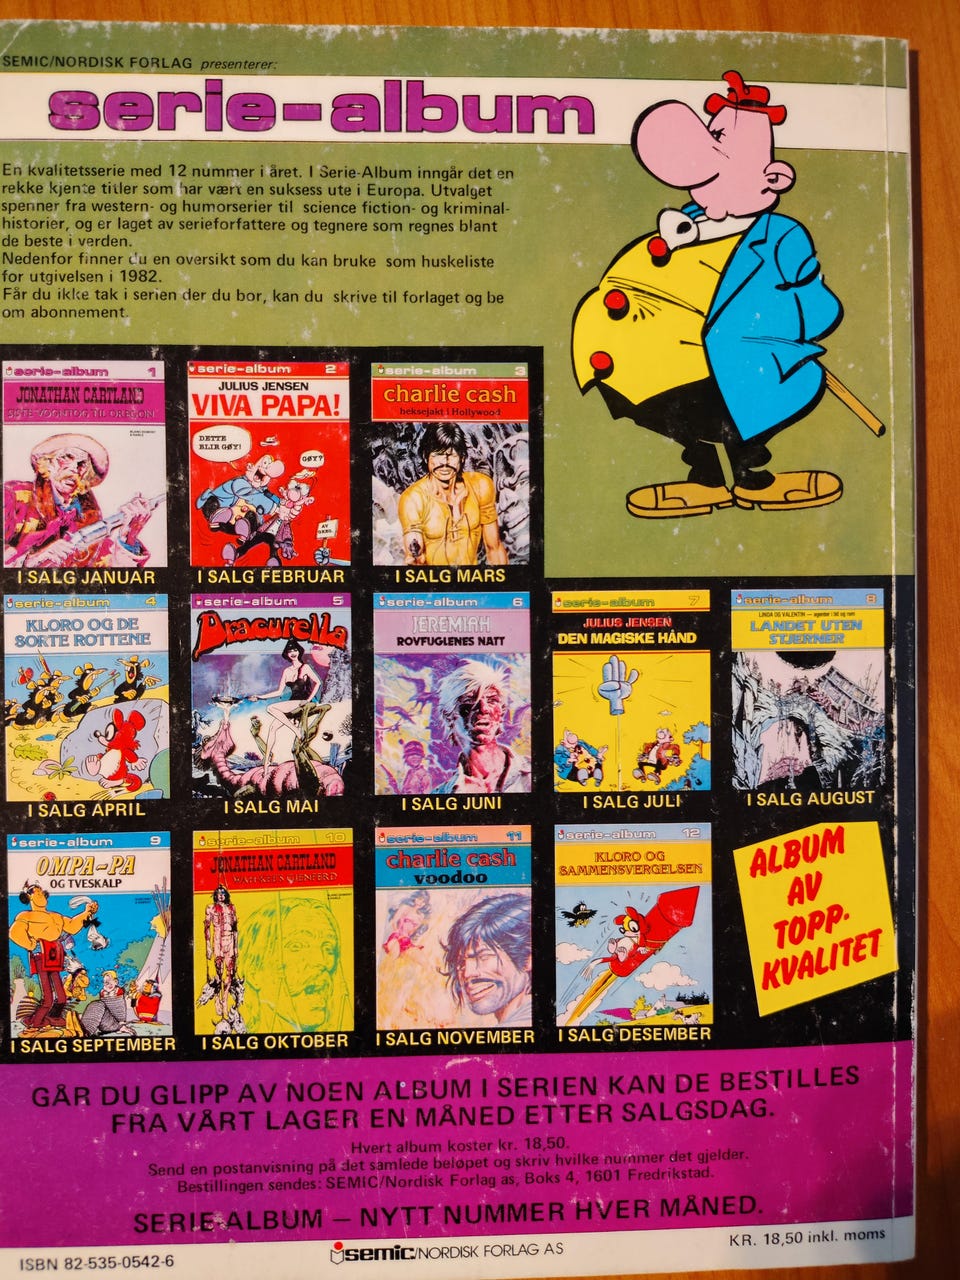 SEMIC/NORDISK FORLAG presenterer:
serie-album
En kvalitetsserie med 12 nummer i året. I Serie-Album inngår det en
rekke kjente titler som har vært en suksess ute i Europa. Utvalget
spenner fra western- og humorserier til science fiction- og kriminal-
historier, og er laget av serieforfattere og tegnere som regnes blant
de beste i verden.
Nedenfor finner du en oversikt som du kan bruke som huskeliste
for utgivelsen i 1982.
Får du ikke tak i serien der du bor, kan du skrive til forlaget og be
om abonnement.
serie-album 1
JONATHAN CARTLAND
SISTE VOGNTOG TIL OREGON
I SALG JANUAR
serie-album 2
JULIUS JENSEN
VIVA PAPA!
DETTE
BLIR GØY!
GØY?
I SALG FEBRUAR
serie-album 3
charlie cash
heksejakt i Hollywood
I SALG MARS
serie-album 4
KLORO OG DE
SORTE ROTTENE
I SALG APRIL
serie-album 5
Dracurella
I SALG MAI
serie-album 6
JEREMIAH
ROVFUGLENES NATT
I SALG JUNI
serie-album 7
JULIUS JENSEN
DEN MAGISKE HÅND
I SALG JULI
serie-album 8
LINDA OG VALENTIN - agenter i tid og rom
LANDET UTEN
STJERNER
I SALG AUGUST
serie-album 9
OMPA-PA
OG TVESKALP
I SALG SEPTEMBER
serie-album 10
JONATHAN CARTLAND
I SALG OKTOBER
serie-album 11
charlie cash
voodoo
I SALG NOVEMBER
serie-album 12
KLORO OG
SAMMENSVERGELSEN
I SALG DESEMBER
ALBUM
AV
TOPP-
KVALITET
GÅR DU GLIPP AV NOEN ALBUM I SERIEN KAN DE BESTILLES
FRA VÅRT LAGER EN MÅNED ETTER SALGSDAG.
Hvert album koster kr. 18,50.
Send en postanvisning på det samlede beløpet og skriv hvilke nummer det gjelder.
Bestillingen sendes: SEMIC/Nordisk Forlag as, Boks 4, 1601 Fredrikstad.
SERIE-ALBUM – NYTT NUMMER HVER MÅNED.
ISBN 82-535-0542-6
semic/NORDISK FORLAG AS
KR. 18,50 inkl. moms